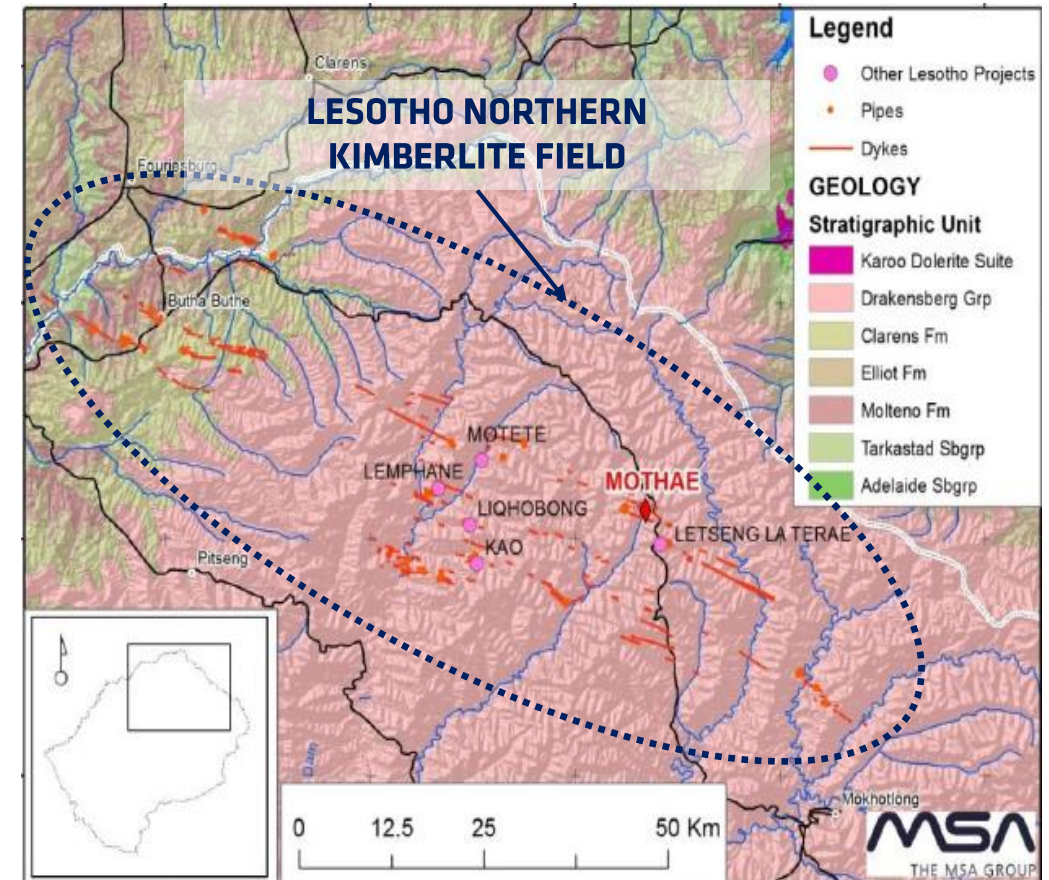 Legend
Other Lesotho Projects
Pipes
Dykes
GEOLOGY
Stratigraphic Unit
Karoo Dolerite Suite
Drakensberg Grp
Clarens Fm
Elliot Fm
Molteno Fm
Tarkastad Sbgrp
Adelaide Sbgrp
Clarens
LESOTHO NORTHERN
KIMBERLITE FIELD
Fouriesburg
Butha Buthe
MOTETE
LEMPHANE
MOTHAE
LIQHOBONG
LETSENG LA TERAE
KAO
Pitseng
Mokhotlong
0 12.5 25 50 Km
MSA
THE MSA GROUP